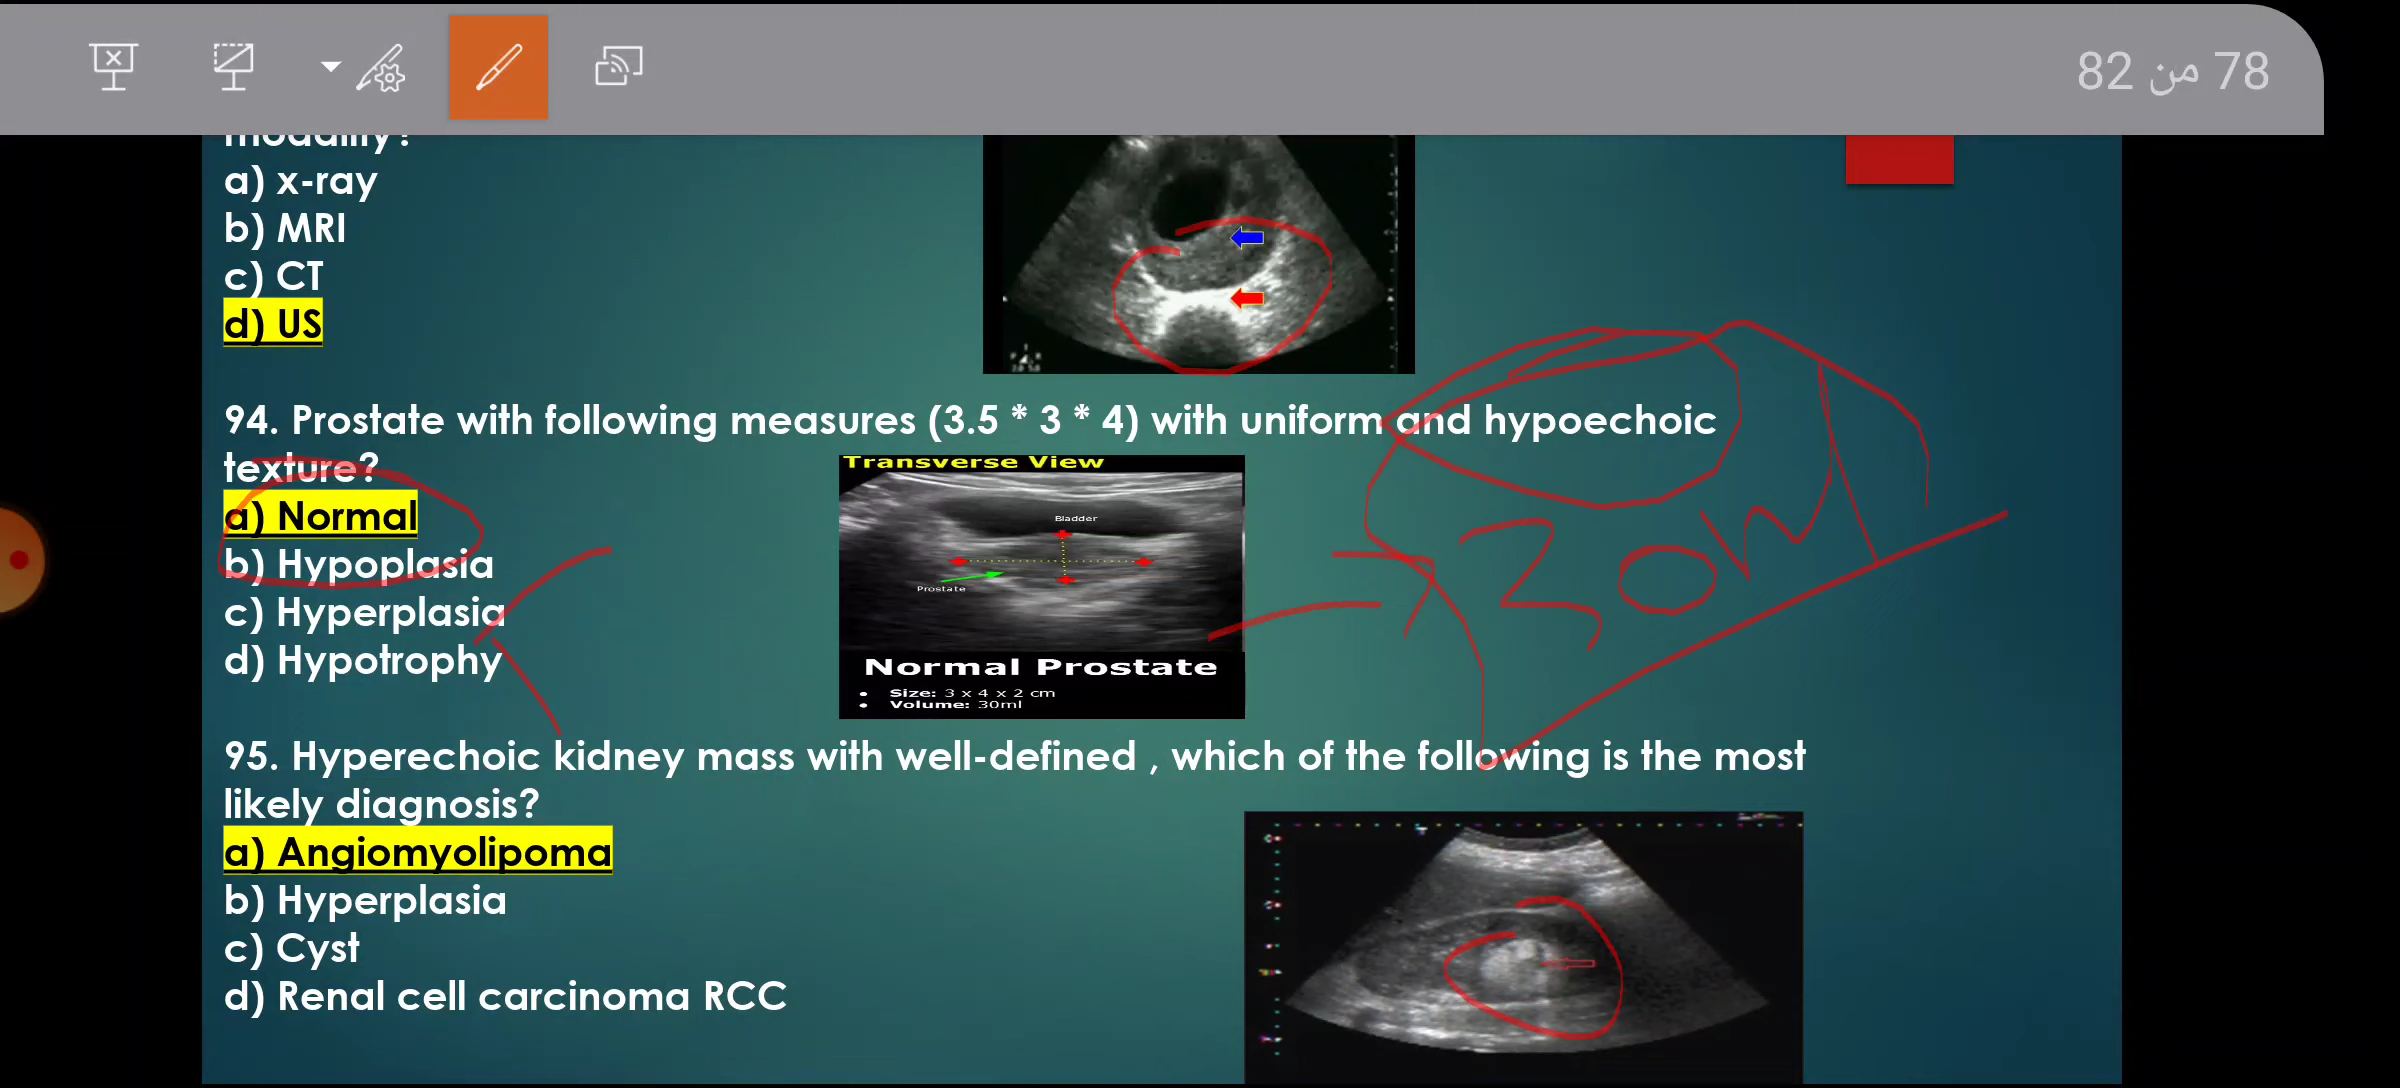 78 من 82
modality?
a) x-ray
b) MRI
c) CT
d) US
94. Prostate with following measures (3.5 * 3 * 4) with uniform and hypoechoic
texture?
a) Normal
b) Hypoplasia
c) Hyperplasia
d) Hypotrophy
Transverse View
Bladder
Prostate
Normal Prostate
• Size: 3 x 4 x 2 cm
• Volume: 30ml
30ml
95. Hyperechoic kidney mass with well-defined , which of the following is the most
likely diagnosis?
a) Angiomyolipoma
b) Hyperplasia
c) Cyst
d) Renal cell carcinoma RCC